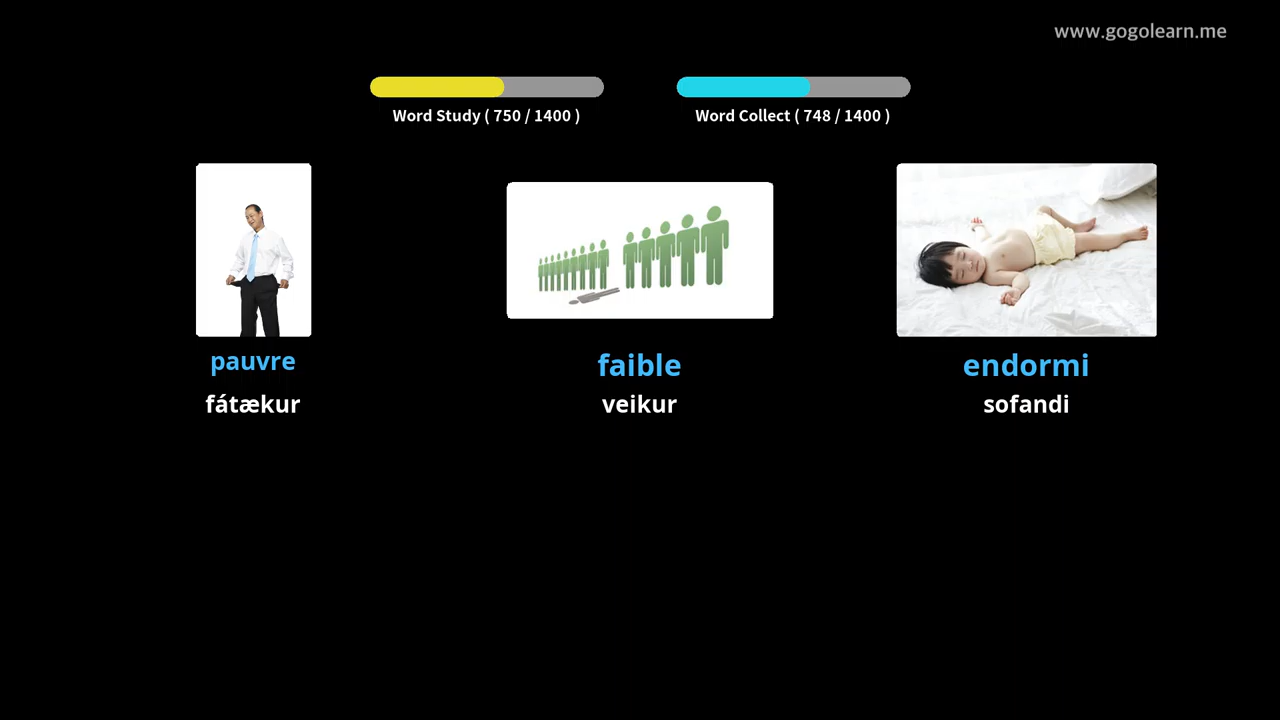 www.gogolearn.me
Word Study ( 750 / 1400 )
Word Collect ( 748 / 1400 )
pauvre
fátækur
faible
veikur
endormi
sofandi